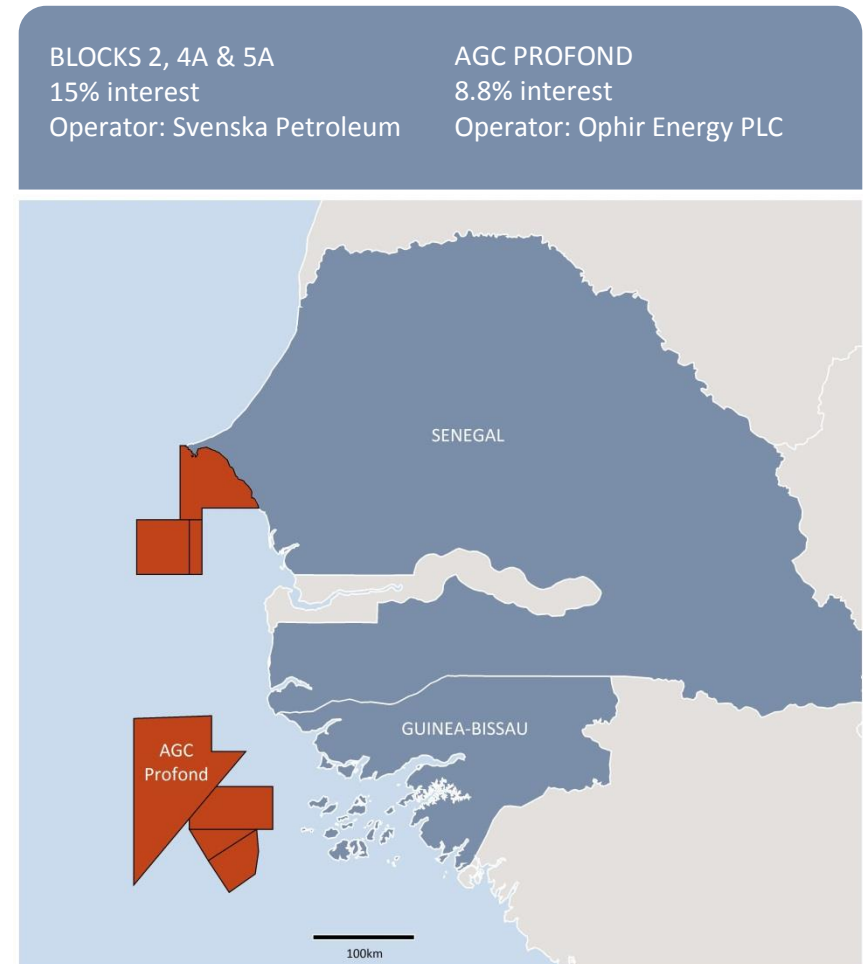 BLOCKS 2, 4A & 5A
15% interest
Operator: Svenska Petroleum
AGC PROFOND
8.8% interest
Operator: Ophir Energy PLC
SENEGAL
GUINEA-BISSAU
AGC
Profond
100km